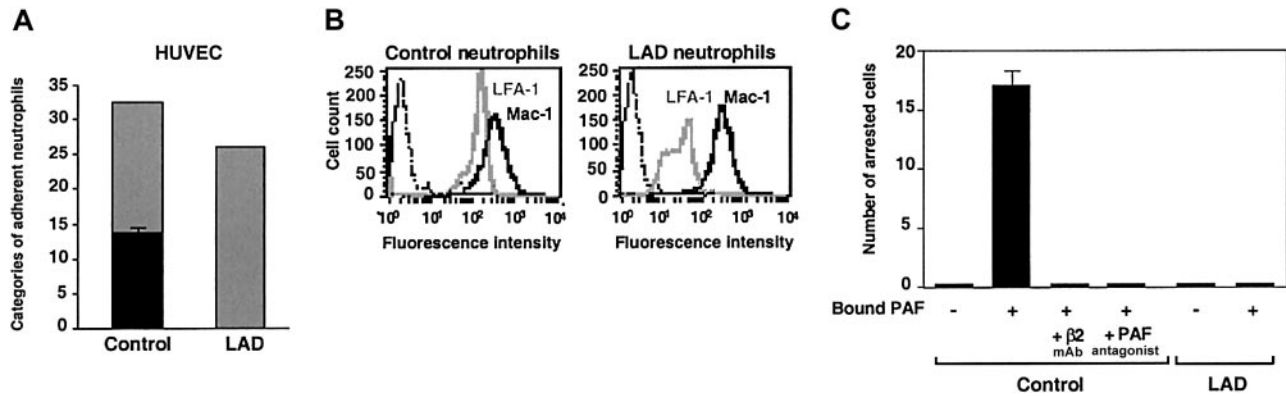 A
HUVEC
Categories of adherent neutrophils
35
30
25
20
15
10
5
0
Control LAD
B
Control neutrophils
Cell count
250
200
150
100
50
0
LFA-1
Mac-1
10⁰ 10¹ 10² 10³ 10⁴
Fluorescence intensity
LAD neutrophils
250
200
150
100
50
0
LFA-1 Mac-1
10⁰ 10¹ 10² 10³ 10⁴
Fluorescence intensity
C
Number of arrested cells
20
15
10
5
0
Bound PAF - + + + - +
+ β2 + PAF
mAb antagonist
Control LAD